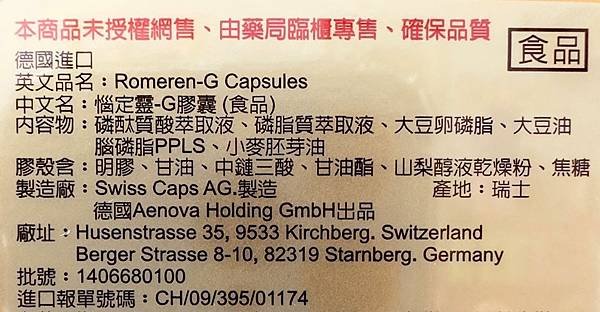 本商品未授權網售、由藥局臨櫃專售、確保品質
食品
德國進口
英文品名：Romeren-G Capsules
中文名：惱定靈-G膠囊 (食品)
內容物：磷酞質酸萃取液、磷脂質萃取液、大豆卵磷脂、大豆油
腦磷脂PPLS、小麥胚芽油
膠殼含：明膠、甘油、中鏈三酸、甘油酯、山梨醇液乾燥粉、焦糖
製造廠：Swiss Caps AG.製造 產地：瑞士
德國Aenova Holding GmbH出品
廠址：Husenstrasse 35, 9533 Kirchberg. Switzerland
Berger Strasse 8-10, 82319 Starnberg. Germany
批號：1406680100
進口報單號碼：CH/09/395/01174